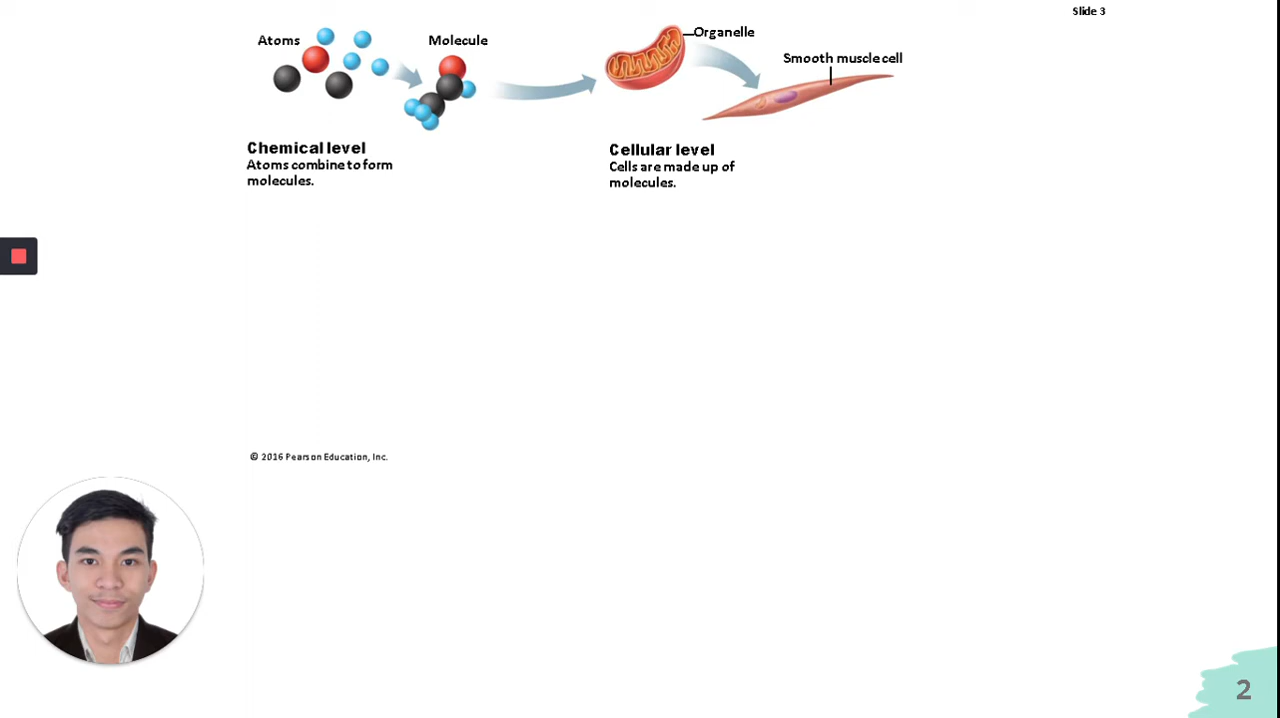 Slide 3
Atoms
Molecule
Organelle
Smooth muscle cell
Chemical level
Atoms combine to form
molecules.
Cellular level
Cells are made up of
molecules.
© 2016 Pearson Education, Inc.
2